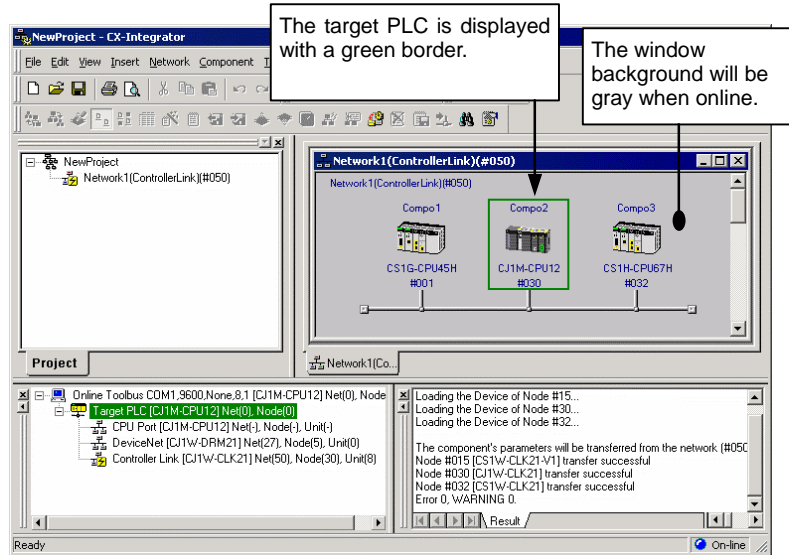 The target PLC is displayed
with a green border.
The window
background will be
gray when online.
NewProject - CX-Integrator
File Edit View Insert Network Component
NewProject
Network1(ControllerLink)(#050)
Project
Network1(ControllerLink)(#050)
Network1(ControllerLink)(#050)
Compo1 Compo2 Compo3
CS1G-CPU45H CJ1M-CPU12 CS1H-CPU67H
#001 #030 #032
Network1(Co...
Online Toolbus COM1,9600,None,8,1 [CJ1M-CPU12] Net(0), Node
Target PLC [CJ1M-CPU12] Net(0), Node(0)
CPU Port [CJ1M-CPU12] Net(-), Node(-), Unit(-)
DeviceNet [CJ1W-DRM21] Net(27), Node(5), Unit(0)
Controller Link [CJ1W-CLK21] Net(50), Node(30), Unit(8)
Loading the Device of Node #15...
Loading the Device of Node #30...
Loading the Device of Node #32...
The component's parameters will be transferred from the network (#050
Node #015 [CS1W-CLK21-V1] transfer successful
Node #030 [CJ1W-CLK21] transfer successful
Node #032 [CS1W-CLK21] transfer successful
Error 0, WARNING 0.
Result
Ready
On-line